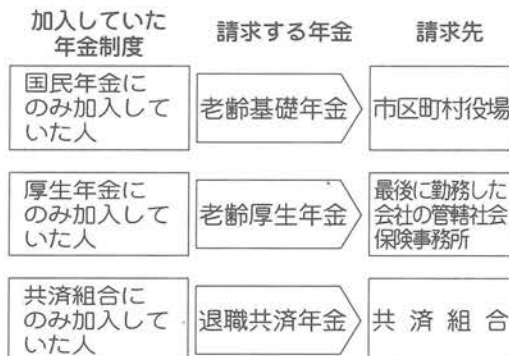 加入していた
年金制度
請求する年金
請求先
国民年金に
のみ加入して
いた人
老齢基礎年金
市区町村役場
厚生年金に
のみ加入して
いた人
老齢厚生年金
最後に勤務した
会社の管轄社会
保険事務所
共済組合に
のみ加入して
いた人
退職共済年金
共済組合